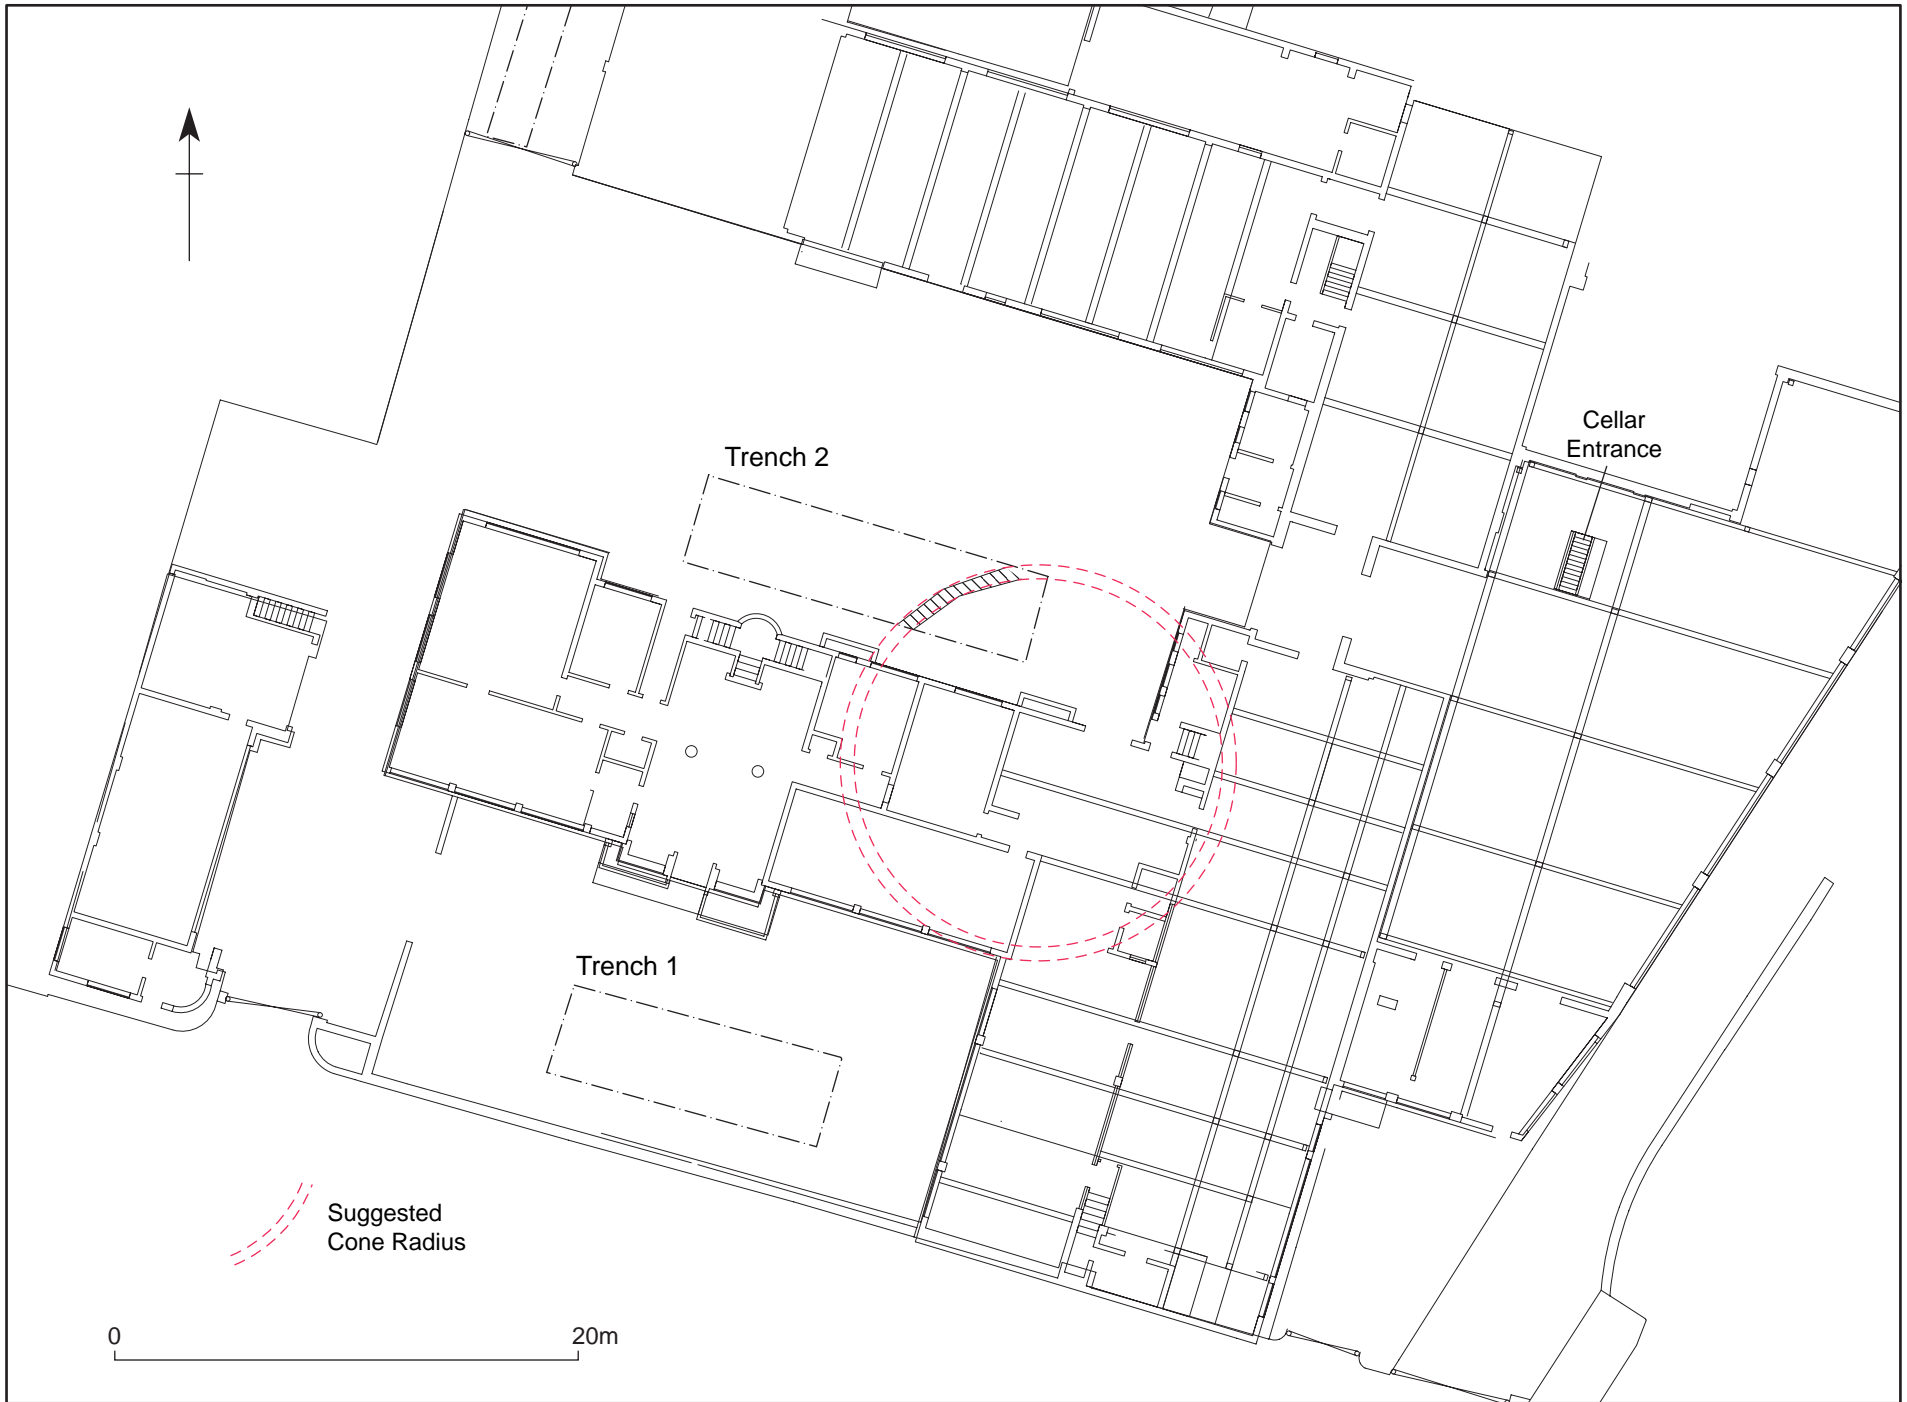 Cellar
Entrance
Trench 2
Trench 1
Suggested
Cone Radius
0 20m